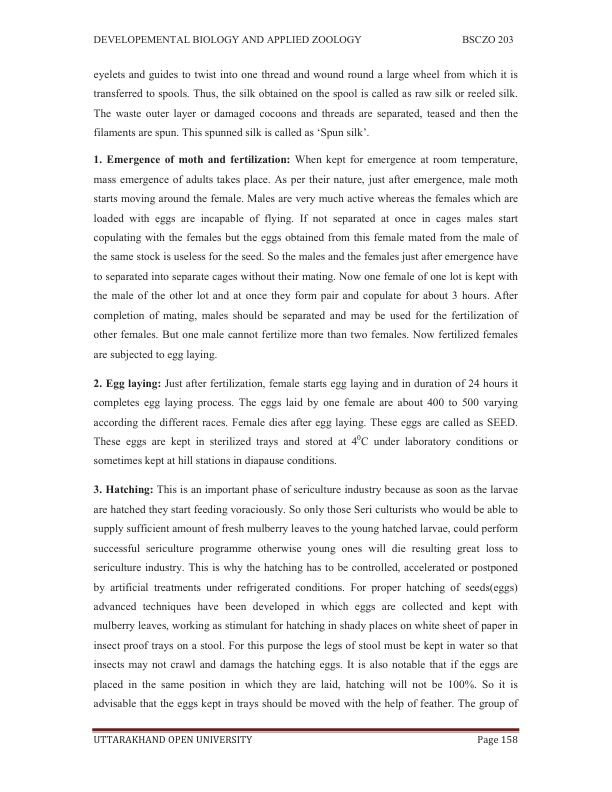 DEVELOPEMENTAL BIOLOGY AND APPLIED ZOOLOGY BSCZO 203
eyelets and guides to twist into one thread and wound round a large wheel from which it is
transferred to spools. Thus, the silk obtained on the spool is called as raw silk or reeled silk.
The waste outer layer or damaged cocoons and threads are separated, teased and then the
filaments are spun. This spunned silk is called as ‘Spun silk’.
1. Emergence of moth and fertilization: When kept for emergence at room temperature,
mass emergence of adults takes place. As per their nature, just after emergence, male moth
starts moving around the female. Males are very much active whereas the females which are
loaded with eggs are incapable of flying. If not separated at once in cages males start
copulating with the females but the eggs obtained from this female mated from the male of
the same stock is useless for the seed. So the males and the females just after emergence have
to separated into separate cages without their mating. Now one female of one lot is kept with
the male of the other lot and at once they form pair and copulate for about 3 hours. After
completion of mating, males should be separated and may be used for the fertilization of
other females. But one male cannot fertilize more than two females. Now fertilized females
are subjected to egg laying.
2. Egg laying: Just after fertilization, female starts egg laying and in duration of 24 hours it
completes egg laying process. The eggs laid by one female are about 400 to 500 varying
according the different races. Female dies after egg laying. These eggs are called as SEED.
These eggs are kept in sterilized trays and stored at 4⁰C under laboratory conditions or
sometimes kept at hill stations in diapause conditions.
3. Hatching: This is an important phase of sericulture industry because as soon as the larvae
are hatched they start feeding voraciously. So only those Seri culturists who would be able to
supply sufficient amount of fresh mulberry leaves to the young hatched larvae, could perform
successful sericulture programme otherwise young ones will die resulting great loss to
sericulture industry. This is why the hatching has to be controlled, accelerated or postponed
by artificial treatments under refrigerated conditions. For proper hatching of seeds(eggs)
advanced techniques have been developed in which eggs are collected and kept with
mulberry leaves, working as stimulant for hatching in shady places on white sheet of paper in
insect proof trays on a stool. For this purpose the legs of stool must be kept in water so that
insects may not crawl and damags the hatching eggs. It is also notable that if the eggs are
placed in the same position in which they are laid, hatching will not be 100%. So it is
advisable that the eggs kept in trays should be moved with the help of feather. The group of
UTTARAKHAND OPEN UNIVERSITY Page 158